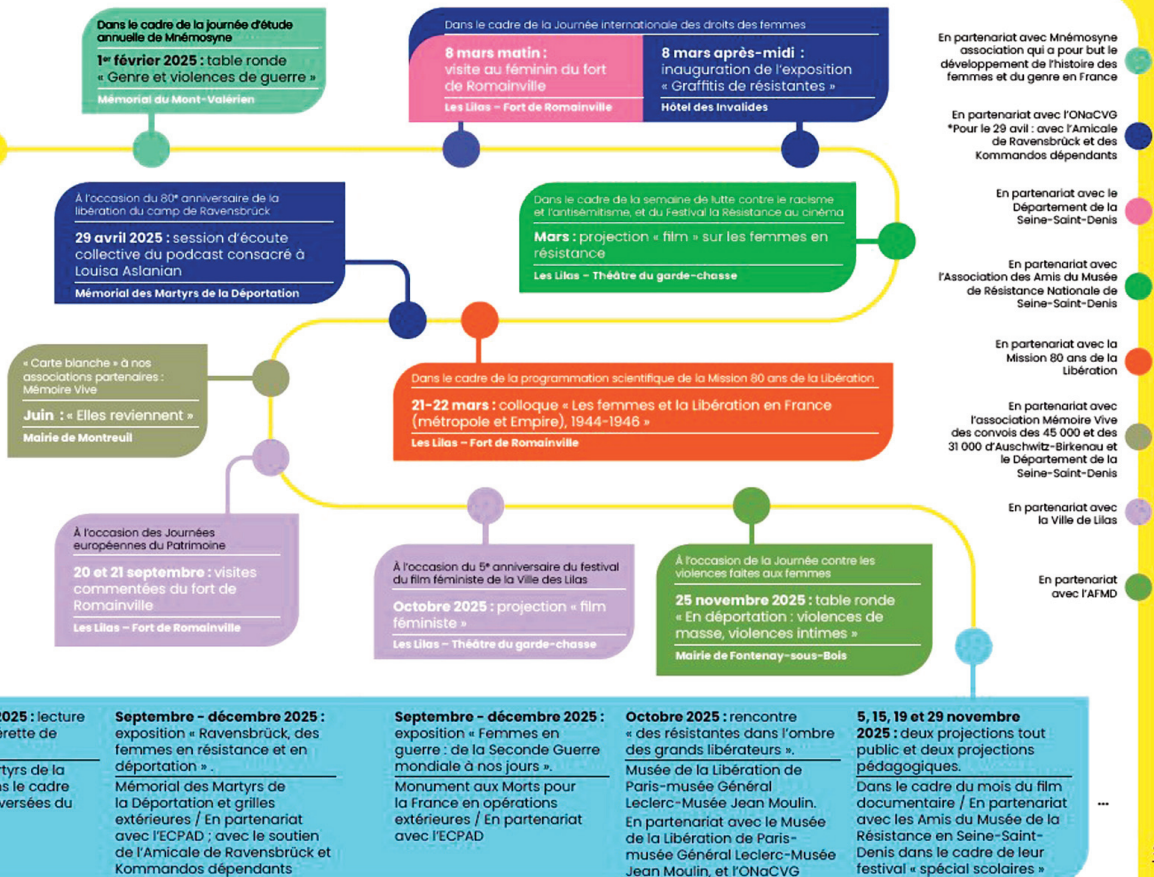 Dans le cadre de la journée d'étude
annuelle de Mnémosyne
1er février 2025 : table ronde
« Genre et violences de guerre »
Mémorial du Mont-Valérien
Dans le cadre de la Journée internationale des droits des femmes
8 mars matin :
visite au féminin du fort
de Romainville
Les Lilas – Fort de Romainville
8 mars après-midi :
inauguration de l'exposition
« Graffitis de résistantes »
Hôtel des Invalides
À l'occasion du 80e anniversaire de la
libération du camp de Ravensbrück
29 avril 2025 : session d'écoute
collective du podcast consacré à
Louisa Aslanian
Mémorial des Martyrs de la Déportation
Dans le cadre de la semaine de lutte contre le racisme
et l'antisémitisme, et du Festival la Résistance au cinéma
Mars : projection « film » sur les femmes en
résistance
Les Lilas – Théâtre du garde-chasse
« Carte blanche » à nos
associations partenaires :
Mémoire Vive
Juin : « Elles reviennent »
Mairie de Montreuil
Dans le cadre de la programmation scientifique de la Mission 80 ans de la Libération
21-22 mars : colloque « Les femmes et la Libération en France
(métropole et Empire), 1944-1946 »
Les Lilas – Fort de Romainville
À l'occasion des Journées
européennes du Patrimoine
20 et 21 septembre : visites
commentées du fort de
Romainville
Les Lilas – Fort de Romainville
À l'occasion du 5e anniversaire du festival
du film féministe de la Ville des Lilas
Octobre 2025 : projection « film
féministe »
Les Lilas – Théâtre du garde-chasse
À l'occasion de la Journée contre les
violences faites aux femmes
25 novembre 2025 : table ronde
« En déportation : violences de
masse, violences intimes »
Mairie de Fontenay-sous-Bois
En partenariat avec Mnémosyne
association qui a pour but le
développement de l'histoire des
femmes et du genre en France
En partenariat avec l'ONaCVG
*Pour le 29 avil : avec l'Amicale
de Ravensbrück et des
Kommandos dépendants
En partenariat avec le
Département de la
Seine-Saint-Denis
En partenariat avec
l'Association des Amis du Musée
de Résistance Nationale de
Seine-Saint-Denis
En partenariat avec la
Mission 80 ans de la
Libération
En partenariat avec
l'association Mémoire Vive
des convois des 45 000 et des
31 000 d'Auschwitz-Birkenau et
le Département de la
Seine-Saint-Denis
En partenariat avec
la Ville de Lilas
En partenariat
avec l'AFMD
2025 : lecture
érette de
rtyrs de la
ns le cadre
versées du
Septembre - décembre 2025 :
exposition « Ravensbrück, des
femmes en résistance et en
déportation » .
Mémorial des Martyrs de
la Déportation et grilles
extérieures / En partenariat
avec l'ECPAD ; avec le soutien
de l'Amicale de Ravensbrück et
Kommandos dépendants
Septembre - décembre 2025 :
exposition « Femmes en
guerre : de la Seconde Guerre
mondiale à nos jours ».
Monument aux Morts pour
la France en opérations
extérieures / En partenariat
avec l'ECPAD
Octobre 2025 : rencontre
« des résistantes dans l'ombre
des grands libérateurs ».
Musée de la Libération de
Paris-musée Général
Leclerc-Musée Jean Moulin.
En partenariat avec le Musée
de la Libération de Paris-
musée Général Leclerc-Musée
Jean Moulin, et l'ONaCVG
5, 15, 19 et 29 novembre
2025 : deux projections tout
public et deux projections
pédagogiques.
Dans le cadre du mois du film
documentaire / En partenariat
avec les Amis du Musée de la
Résistance en Seine-Saint-
Denis dans le cadre de leur
festival « spécial scolaires »
...